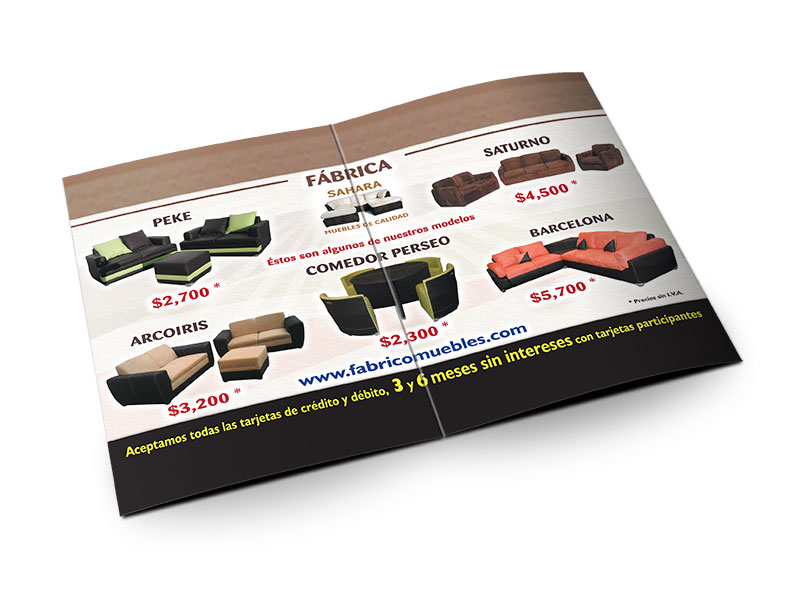 FÁBRICA
SAHARA
MUEBLES DE CALIDAD
Éstos son algunos de nuestros modelos
PEKE
$2,700 *
SATURNO
$4,500 *
COMEDOR PERSEO
$2,300 *
BARCELONA
$5,700 *
ARCOIRIS
$3,200 *
* Precios sin I.V.A.
www.fabricomuebles.com
Aceptamos todas las tarjetas de crédito y débito, 3 y 6 meses sin intereses con tarjetas participantes